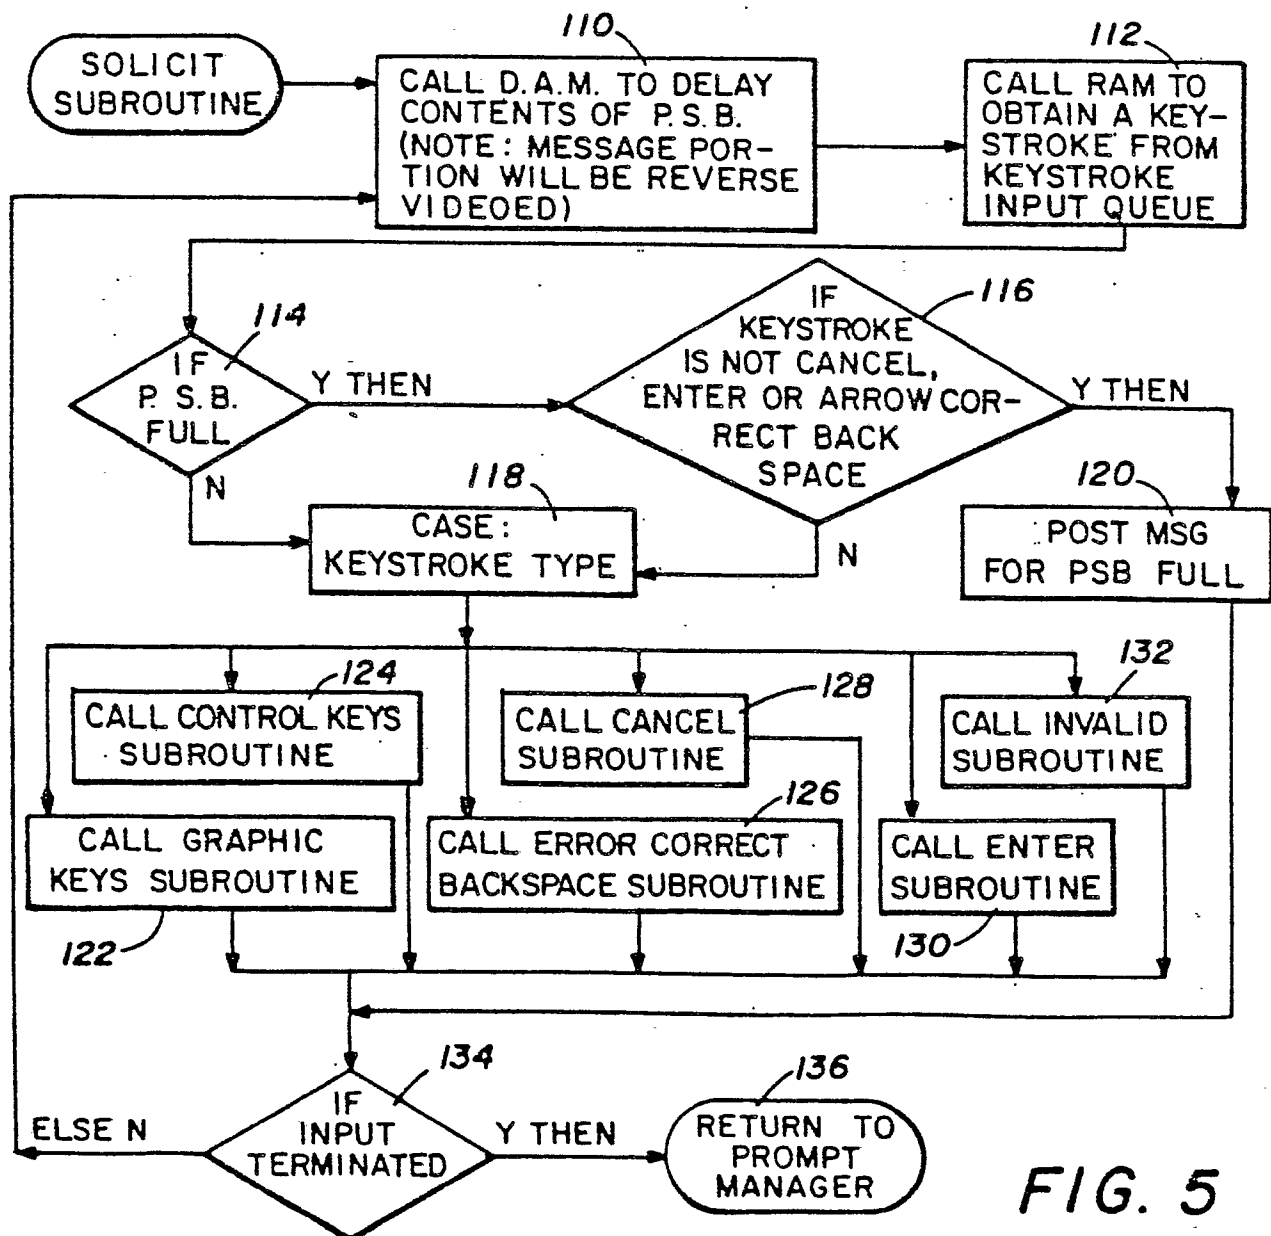 110
112
SOLICIT
SUBROUTINE
CALL D.A.M. TO DELAY
CONTENTS OF P.S.B.
(NOTE: MESSAGE POR-
TION WILL BE REVERSE
VIDEOED)
CALL RAM TO
OBTAIN A KEY-
STROKE FROM
KEYSTROKE
INPUT QUEUE
114
IF
P. S. B.
FULL
Y THEN
N
116
IF
KEYSTROKE
IS NOT CANCEL,
ENTER OR ARROW COR-
RECT BACK
SPACE
Y THEN
N
118
CASE:
KEYSTROKE TYPE
120
POST MSG
FOR PSB FULL
124
CALL CONTROL KEYS
SUBROUTINE
128
CALL CANCEL
SUBROUTINE
132
CALL INVALID
SUBROUTINE
CALL GRAPHIC
KEYS SUBROUTINE
122
126
CALL ERROR CORRECT
BACKSPACE SUBROUTINE
CALL ENTER
SUBROUTINE
130
134
IF
INPUT
TERMINATED
ELSE N
Y THEN
136
RETURN TO
PROMPT
MANAGER
FIG. 5